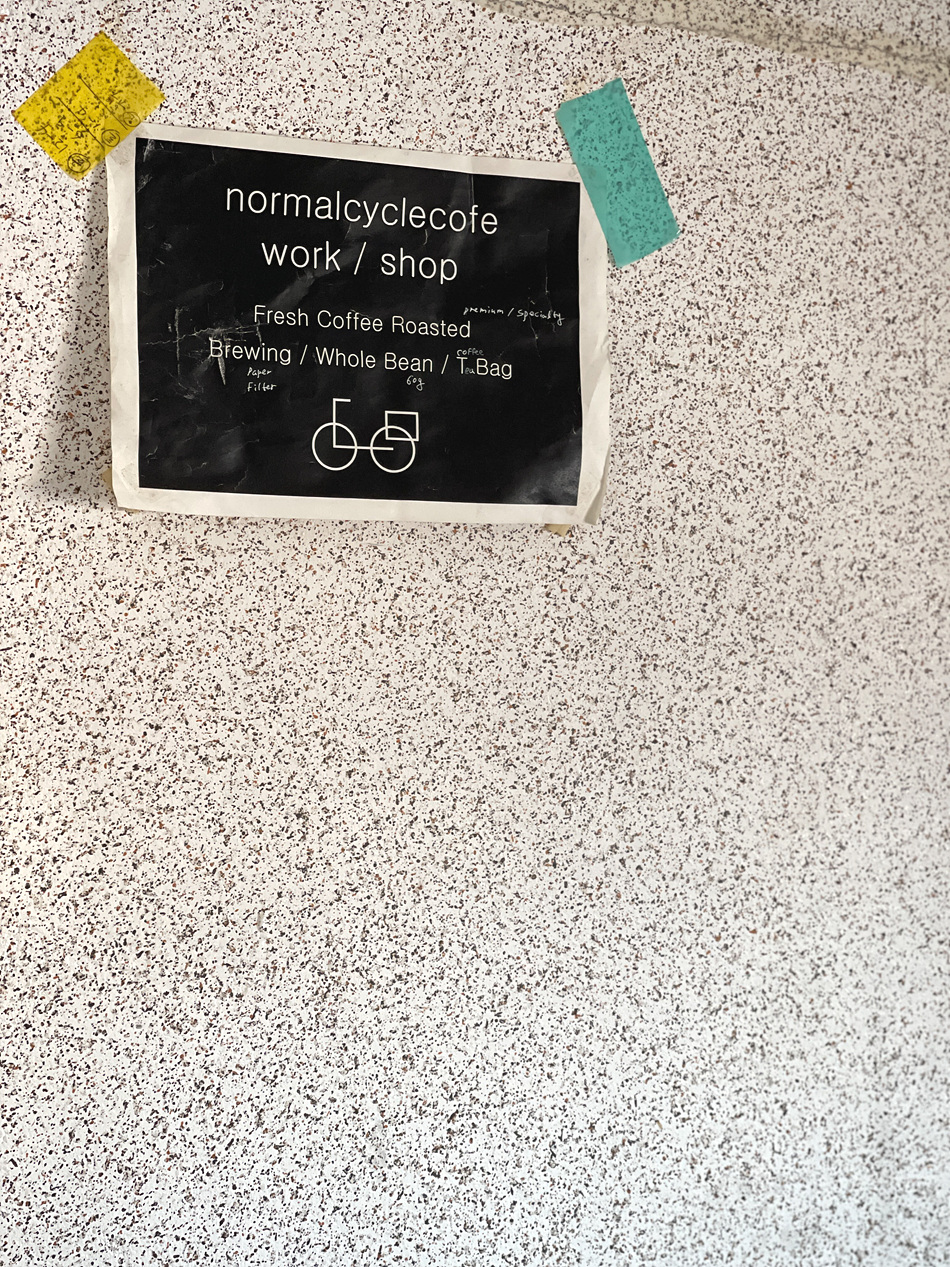 normalcyclecofe
work / shop
premium / specialty
Fresh Coffee Roasted
coffee
Brewing / Whole Bean / TeaBag
Paper
Filter
60g